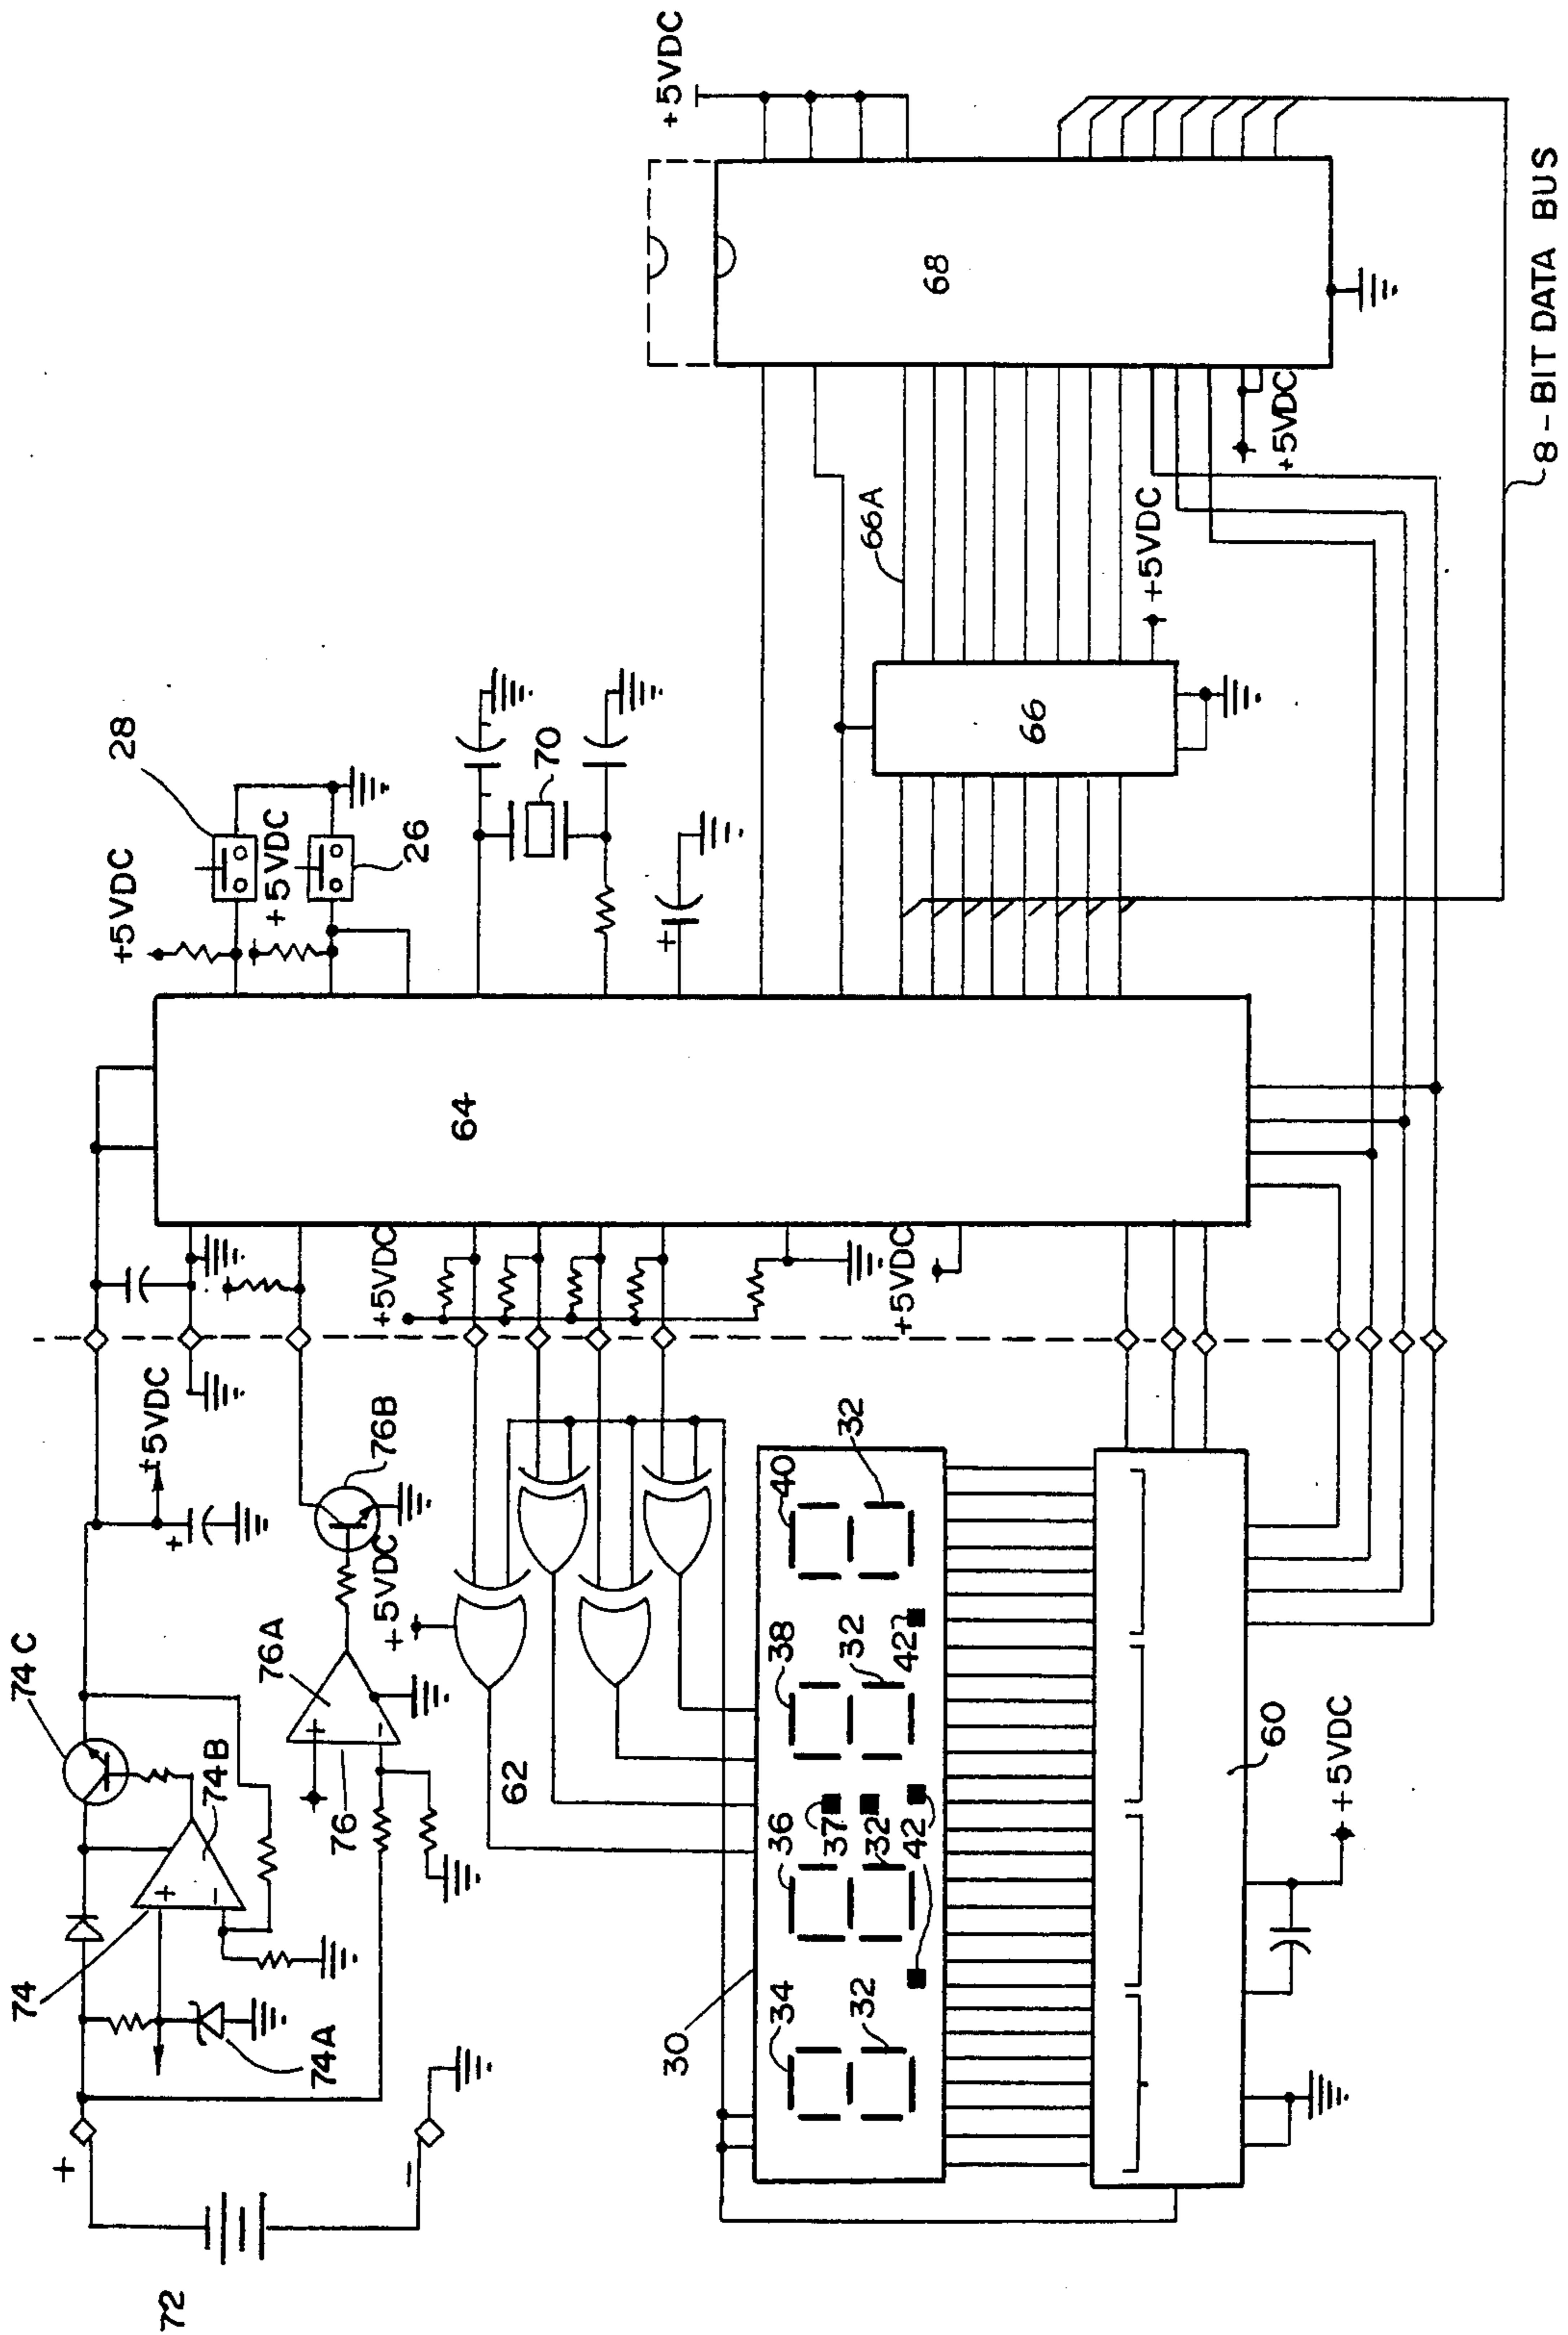 72
+
−
74
74A
74B
74C
+
−
+
+5VDC
76
76A
76B
+
−
+5VDC
62
30
34
32
36
37
32
42
38
32
42
40
32
60
+5VDC
+5VDC
+5VDC
64
+5VDC
28
+5VDC
26
70
+
66
66A
+5VDC
68
+5VDC
+5VDC
8-BIT DATA BUS